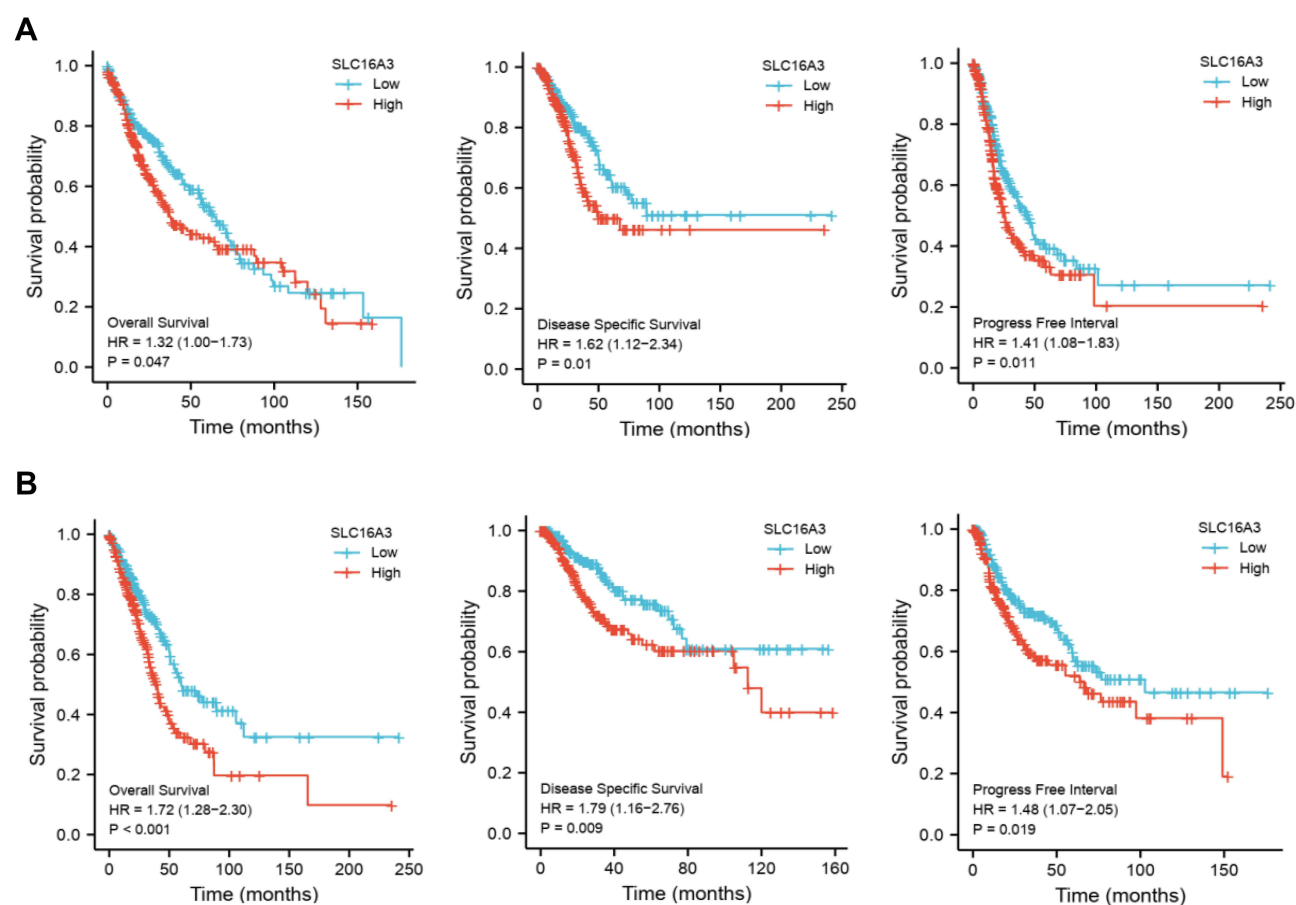 A
Survival probability
1.0
0.8
0.6
0.4
0.2
0.0
SLC16A3
Low
High
Overall Survival
HR = 1.32 (1.00−1.73)
P = 0.047
0 50 100 150
Time (months)
Survival probability
1.0
0.8
0.6
0.4
0.2
0.0
SLC16A3
Low
High
Disease Specific Survival
HR = 1.62 (1.12−2.34)
P = 0.01
0 50 100 150 200 250
Time (months)
Survival probability
1.0
0.8
0.6
0.4
0.2
0.0
SLC16A3
Low
High
Progress Free Interval
HR = 1.41 (1.08−1.83)
P = 0.011
0 50 100 150 200 250
Time (months)
B
Survival probability
1.0
0.8
0.6
0.4
0.2
0.0
SLC16A3
Low
High
Overall Survival
HR = 1.72 (1.28−2.30)
P < 0.001
0 50 100 150 200 250
Time (months)
Survival probability
1.0
0.8
0.6
0.4
0.2
0.0
SLC16A3
Low
High
Disease Specific Survival
HR = 1.79 (1.16−2.76)
P = 0.009
0 40 80 120 160
Time (months)
Survival probability
1.0
0.8
0.6
0.4
0.2
0.0
SLC16A3
Low
High
Progress Free Interval
HR = 1.48 (1.07−2.05)
P = 0.019
0 50 100 150
Time (months)